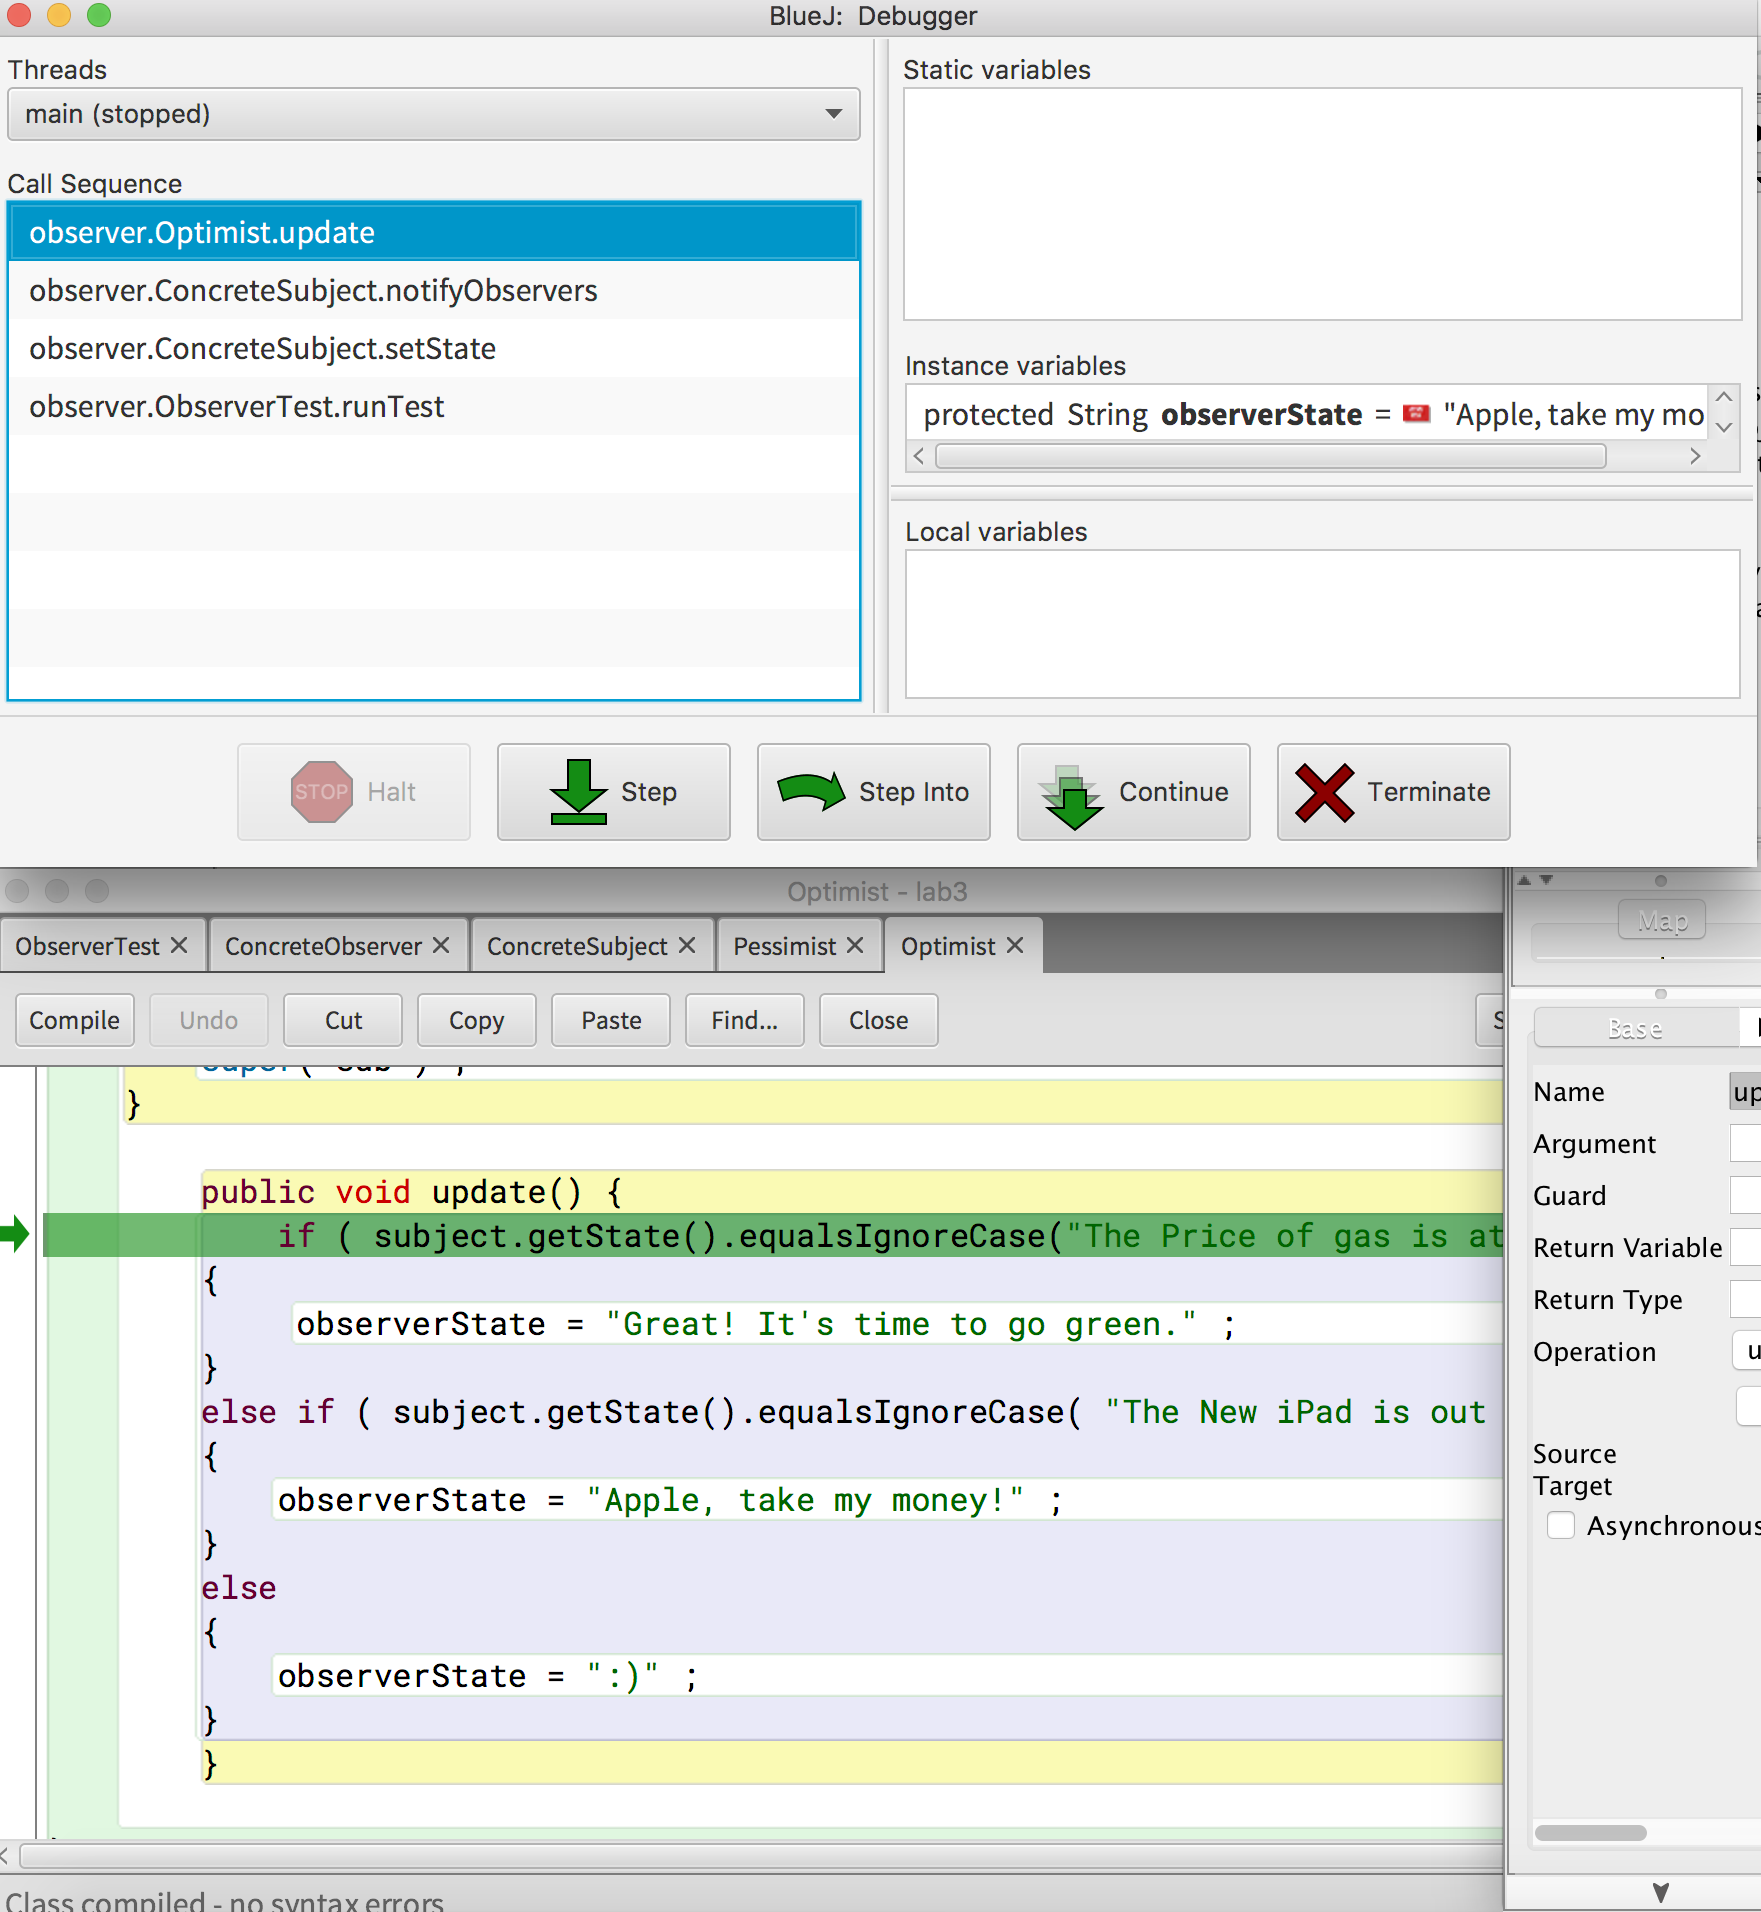 BlueJ: Debugger
Threads
main (stopped)
Call Sequence
observer.Optimist.update
observer.ConcreteSubject.notifyObservers
observer.ConcreteSubject.setState
observer.ObserverTest.runTest
Static variables
Instance variables
protected String observerState = "Apple, take my mo
Local variables
STOP Halt
Step
Step Into
Continue
Terminate
Optimist - lab3
ObserverTest
ConcreteObserver
ConcreteSubject
Pessimist
Optimist
Compile
Undo
Cut
Copy
Paste
Find...
Close
super( sub ) ;
}
public void update() {
if ( subject.getState().equalsIgnoreCase("The Price of gas is at
{
observerState = "Great! It's time to go green." ;
}
else if ( subject.getState().equalsIgnoreCase( "The New iPad is out
{
observerState = "Apple, take my money!" ;
}
else
{
observerState = ":)" ;
}
}
Class compiled - no syntax errors
Map
Base
Name up
Argument
Guard
Return Variable
Return Type
Operation u
Source
Target
Asynchronous